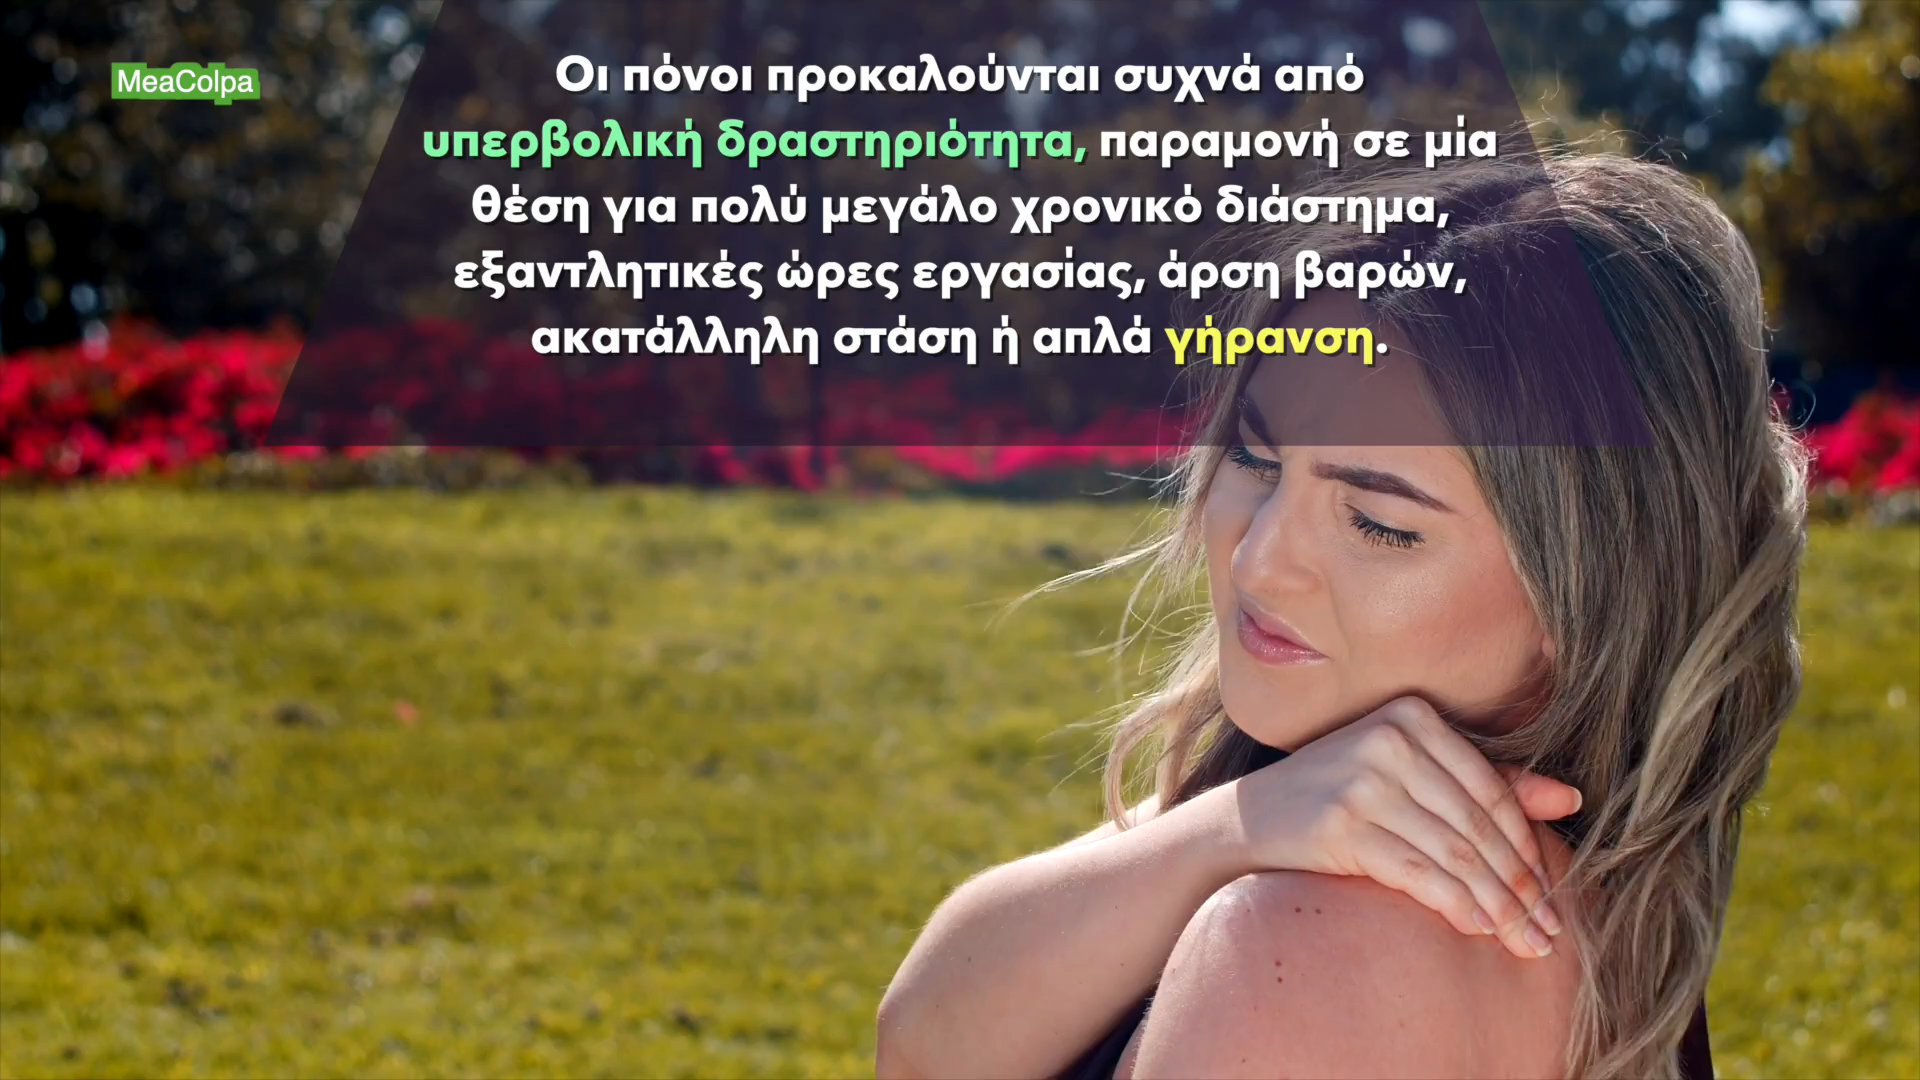 MeaColpa
Οι πόνοι προκαλούνται συχνά από
υπερβολική δραστηριότητα, παραμονή σε μία
θέση για πολύ μεγάλο χρονικό διάστημα,
εξαντλητικές ώρες εργασίας, άρση βαρών,
ακατάλληλη στάση ή απλά γήρανση.